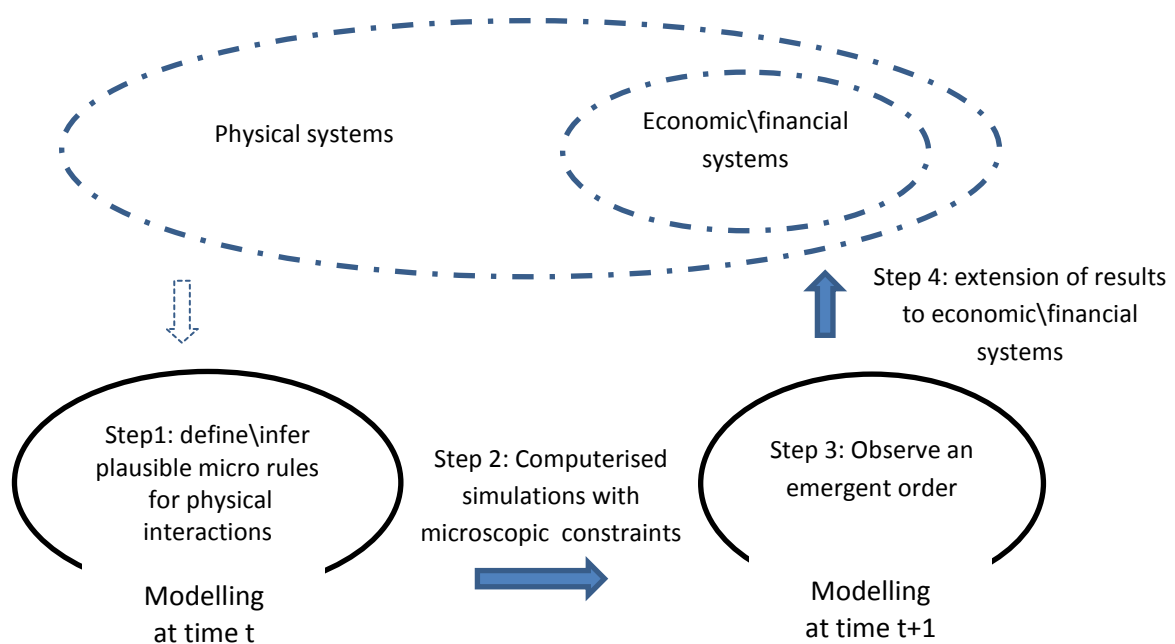 Physical systems
Economic\financial
systems
Step 4: extension of results
to economic\financial
systems
Step1: define\infer
plausible micro rules
for physical
interactions
Modelling
at time t
Step 2: Computerised
simulations with
microscopic constraints
Step 3: Observe an
emergent order
Modelling
at time t+1